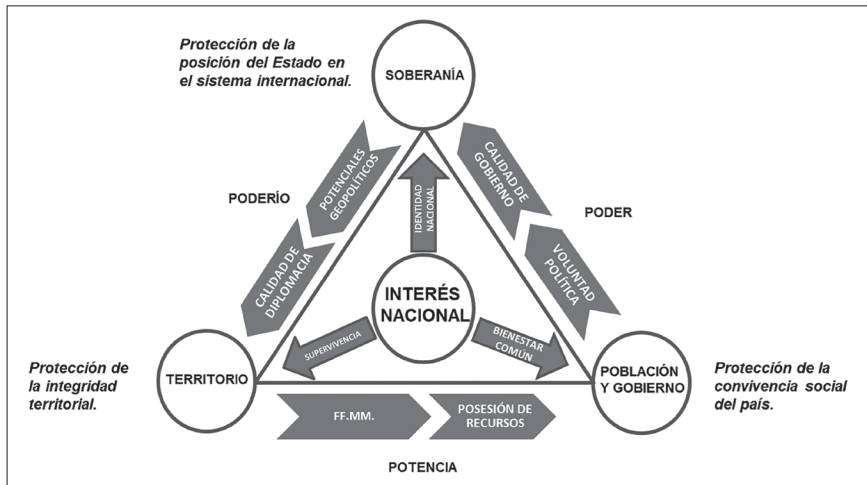 Protección de la
posición del Estado en
el sistema internacional.
SOBERANÍA
POTENCIALES
GEOPOLÍTICOS
CALIDAD DE
DIPLOMACIA
PODERÍO
IDENTIDAD
NACIONAL
CALIDAD DE
GOBIERNO
VOLUNTAD
POLÍTICA
PODER
INTERÉS
NACIONAL
SUPERVIVENCIA
BIENESTAR
COMÚN
Protección de
la integridad
territorial.
TERRITORIO
POBLACIÓN
Y GOBIERNO
Protección de la
convivencia social
del país.
FF.MM.
POSESIÓN DE
RECURSOS
POTENCIA